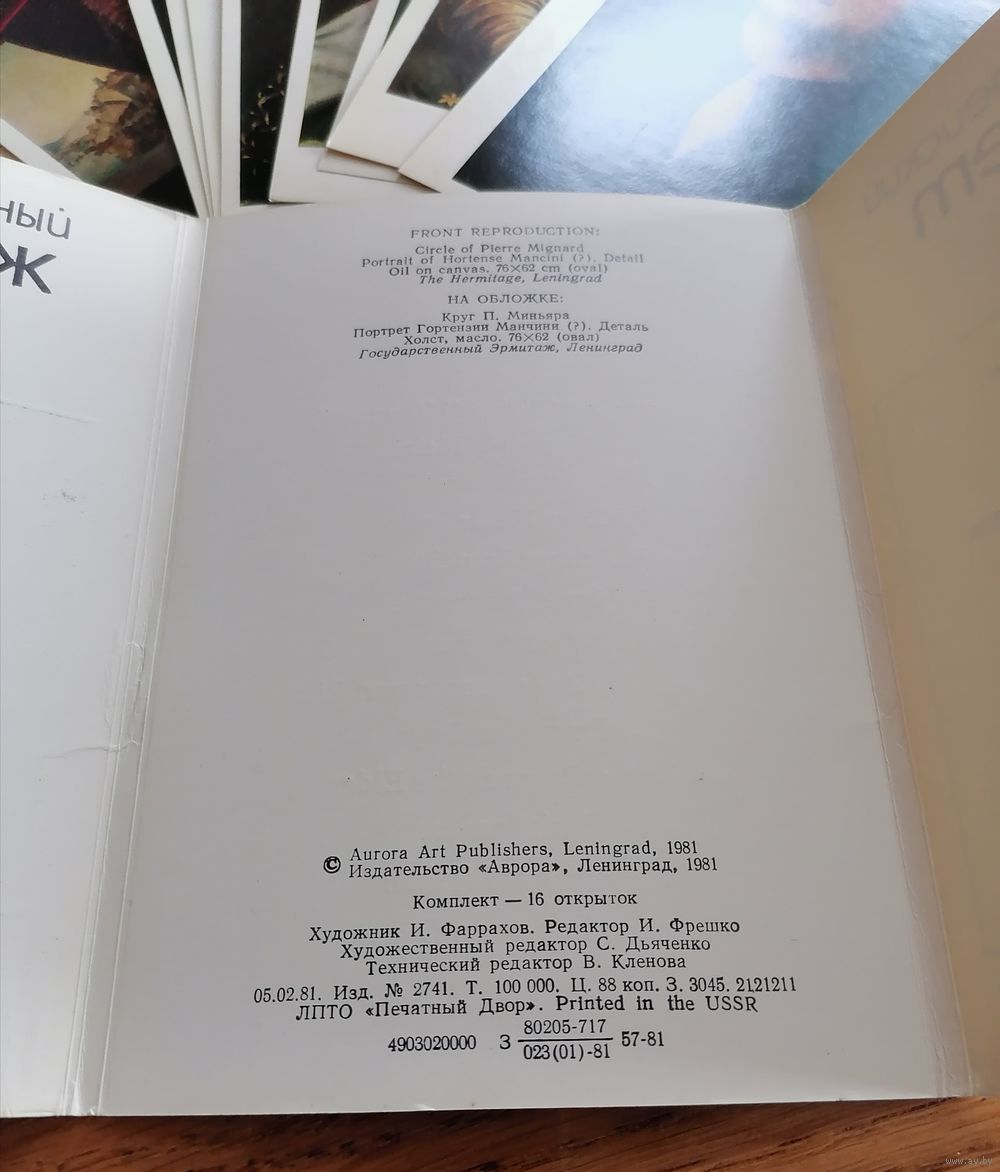 ный
Ж
FRONT REPRODUCTION:
Circle of Pierre Mignard
Portrait of Hortense Mancini (?). Detail
Oil on canvas. 76×62 cm (oval)
The Hermitage, Leningrad
НА ОБЛОЖКЕ:
Круг П. Миньяра
Портрет Гортензии Манчини (?). Деталь
Холст, масло. 76×62 (овал)
Государственный Эрмитаж, Ленинград
© Aurora Art Publishers, Leningrad, 1981
Издательство «Аврора», Ленинград, 1981
Комплект — 16 открыток
Художник И. Фаррахов. Редактор И. Фрешко
Художественный редактор С. Дьяченко
Технический редактор В. Кленова
05.02.81. Изд. № 2741. Т. 100 000. Ц. 88 коп. З. 3045. 2121211
ЛПТО «Печатный Двор». Printed in the USSR
4903020000 З 80205-717
023(01)-81 57-81
www.ay.by